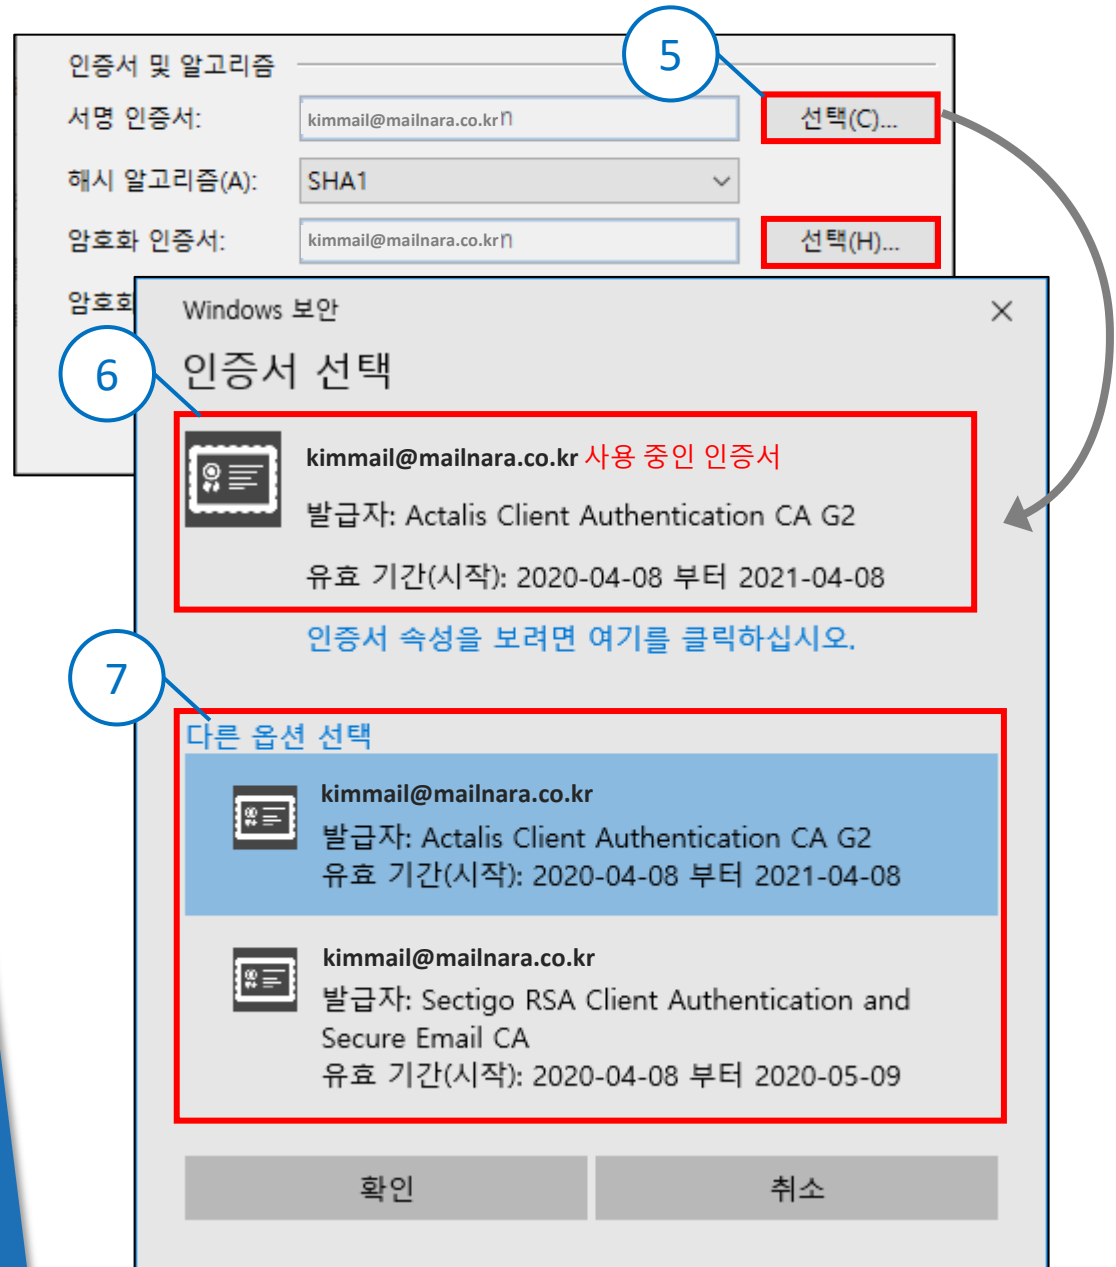 5
인증서 및 알고리즘
서명 인증서:
kimmail@mailnara.co.kr
선택(C)...
해시 알고리즘(A):
SHA1
암호화 인증서:
kimmail@mailnara.co.kr
선택(H)...
암호화
Windows 보안
6
인증서 선택
kimmail@mailnara.co.kr 사용 중인 인증서
발급자: Actalis Client Authentication CA G2
유효 기간(시작): 2020-04-08 부터 2021-04-08
인증서 속성을 보려면 여기를 클릭하십시오.
7
다른 옵션 선택
kimmail@mailnara.co.kr
발급자: Actalis Client Authentication CA G2
유효 기간(시작): 2020-04-08 부터 2021-04-08
kimmail@mailnara.co.kr
발급자: Sectigo RSA Client Authentication and
Secure Email CA
유효 기간(시작): 2020-04-08 부터 2020-05-09
확인
취소